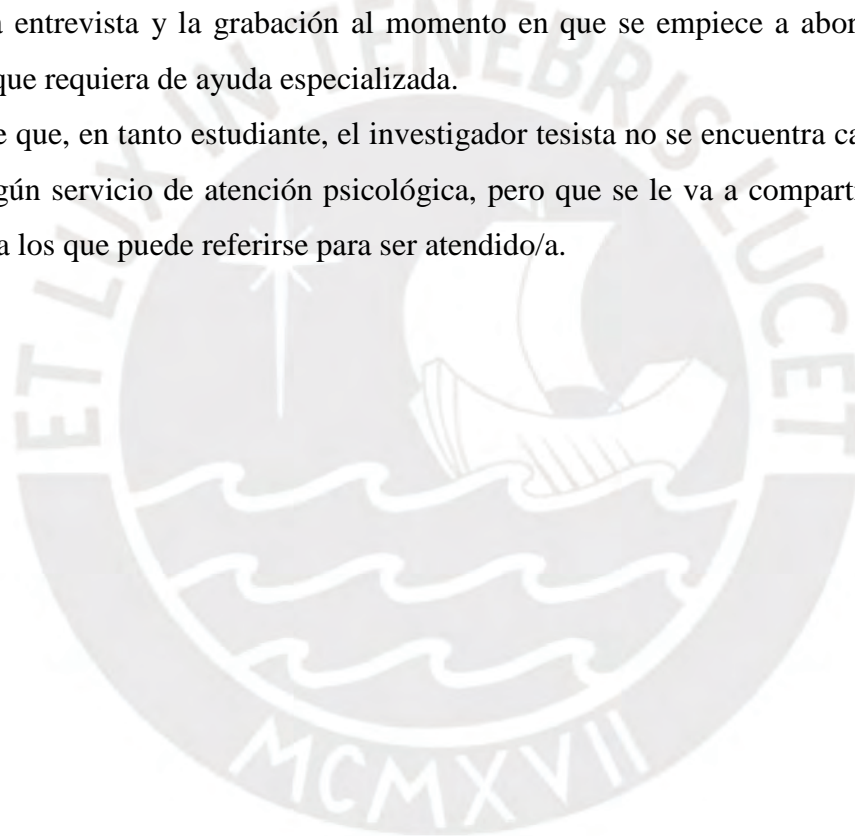 entrevista y la grabación al momento en que se empiece a abor
que requiera de ayuda especializada.
que, en tanto estudiante, el investigador tesista no se encuentra ca
servicio de atención psicológica, pero que se le va a compart
a los que puede referirse para ser atendido/a.
ET LUX IN TENEBRIS LUCET
MCMXVII